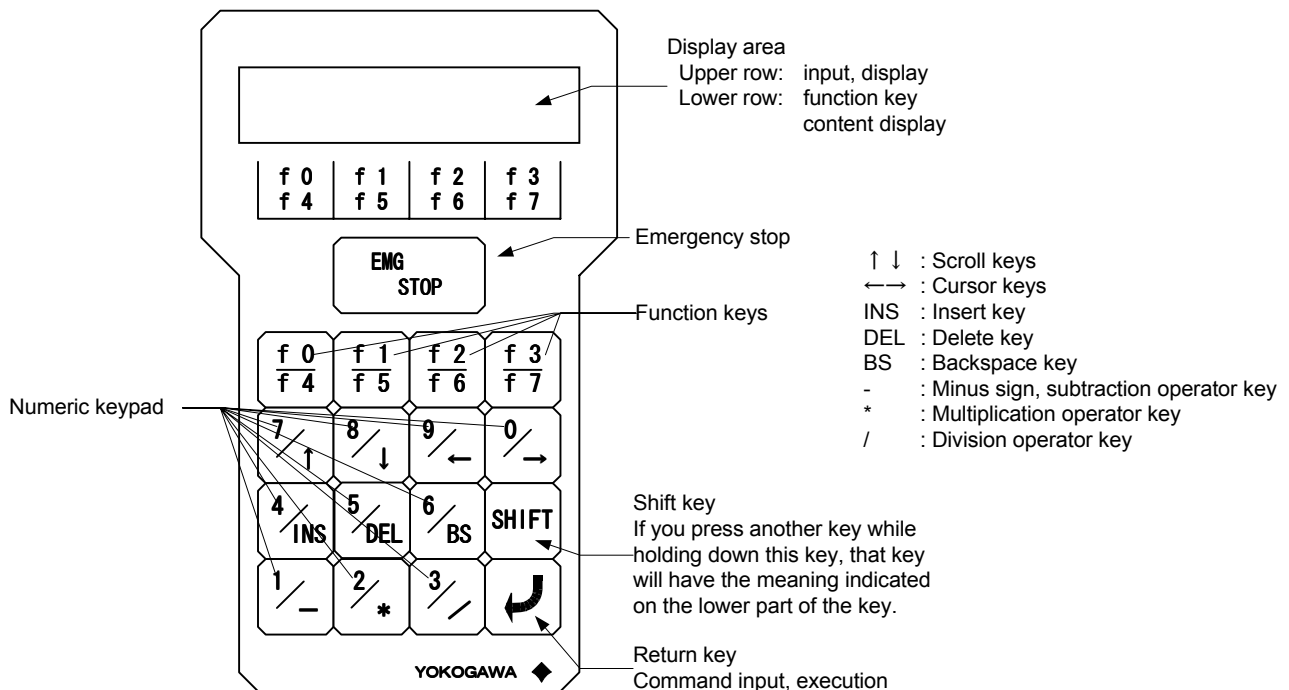 Display area
Upper row: input, display
Lower row: function key
content display
f 0 f 1 f 2 f 3
f 4 f 5 f 6 f 7
Emergency stop
EMG
STOP
↑ ↓ : Scroll keys
←→ : Cursor keys
INS : Insert key
DEL : Delete key
BS : Backspace key
- : Minus sign, subtraction operator key
* : Multiplication operator key
/ : Division operator key
Function keys
f 0 f 1 f 2 f 3
f 4 f 5 f 6 f 7
Numeric keypad
7/↑ 8/↓ 9/← 0/→
4/INS 5/DEL 6/BS SHIFT
1/- 2/* 3//
Shift key
If you press another key while
holding down this key, that key
will have the meaning indicated
on the lower part of the key.
YOKOGAWA
Return key
Command input, execution